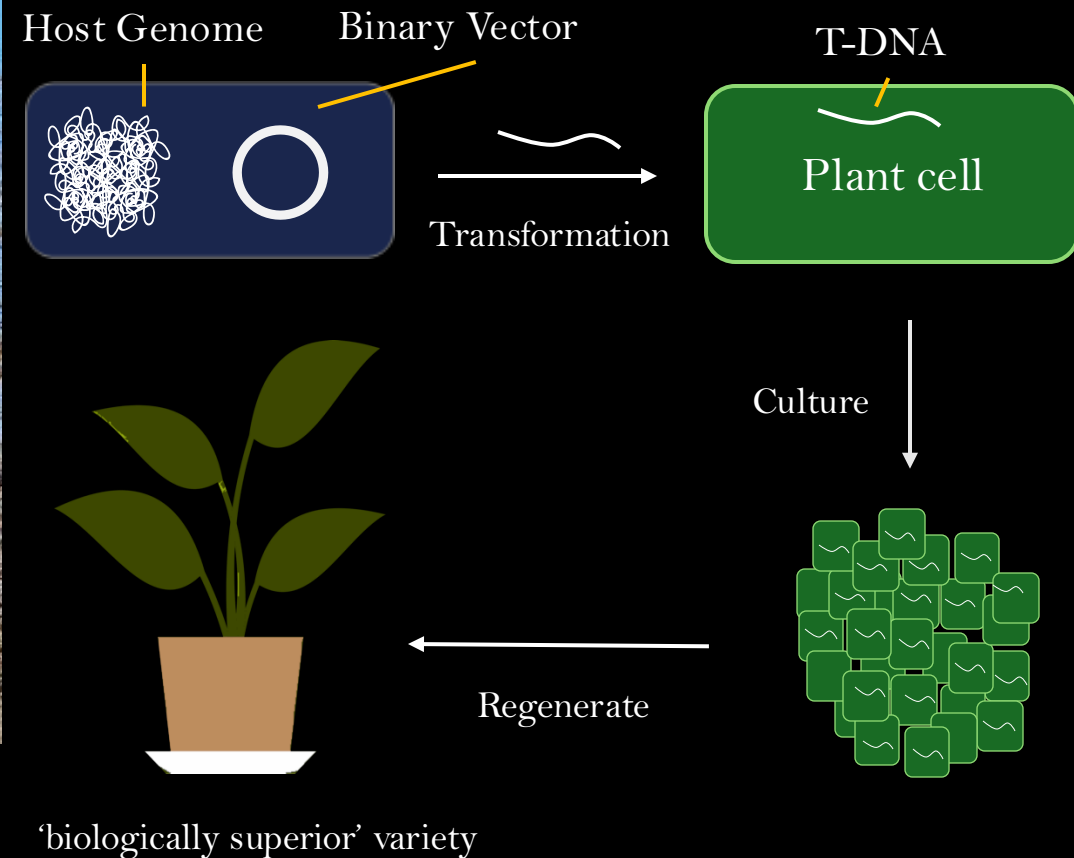 Host Genome
Binary Vector
T-DNA
Plant cell
Transformation
Culture
Regenerate
‘biologically superior’ variety